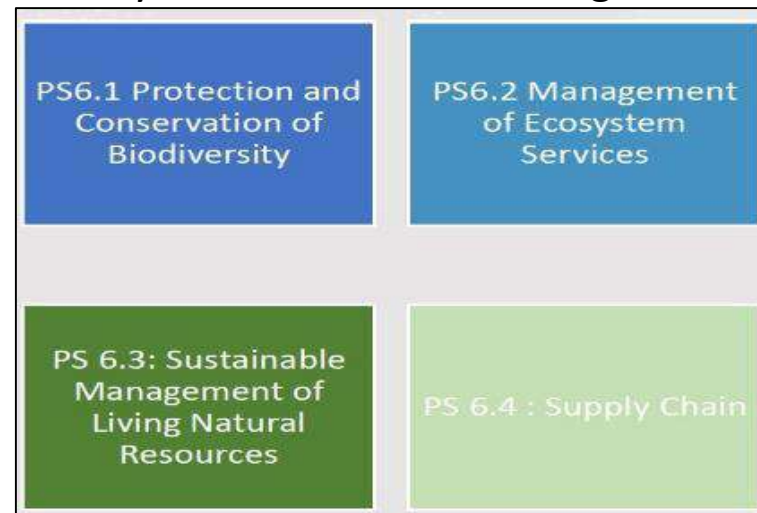 PS6.1 Protection and
Conservation of
Biodiversity
PS6.2 Management
of Ecosystem
Services
PS 6.3: Sustainable
Management of
Living Natural
Resources
PS 6.4 : Supply Chain